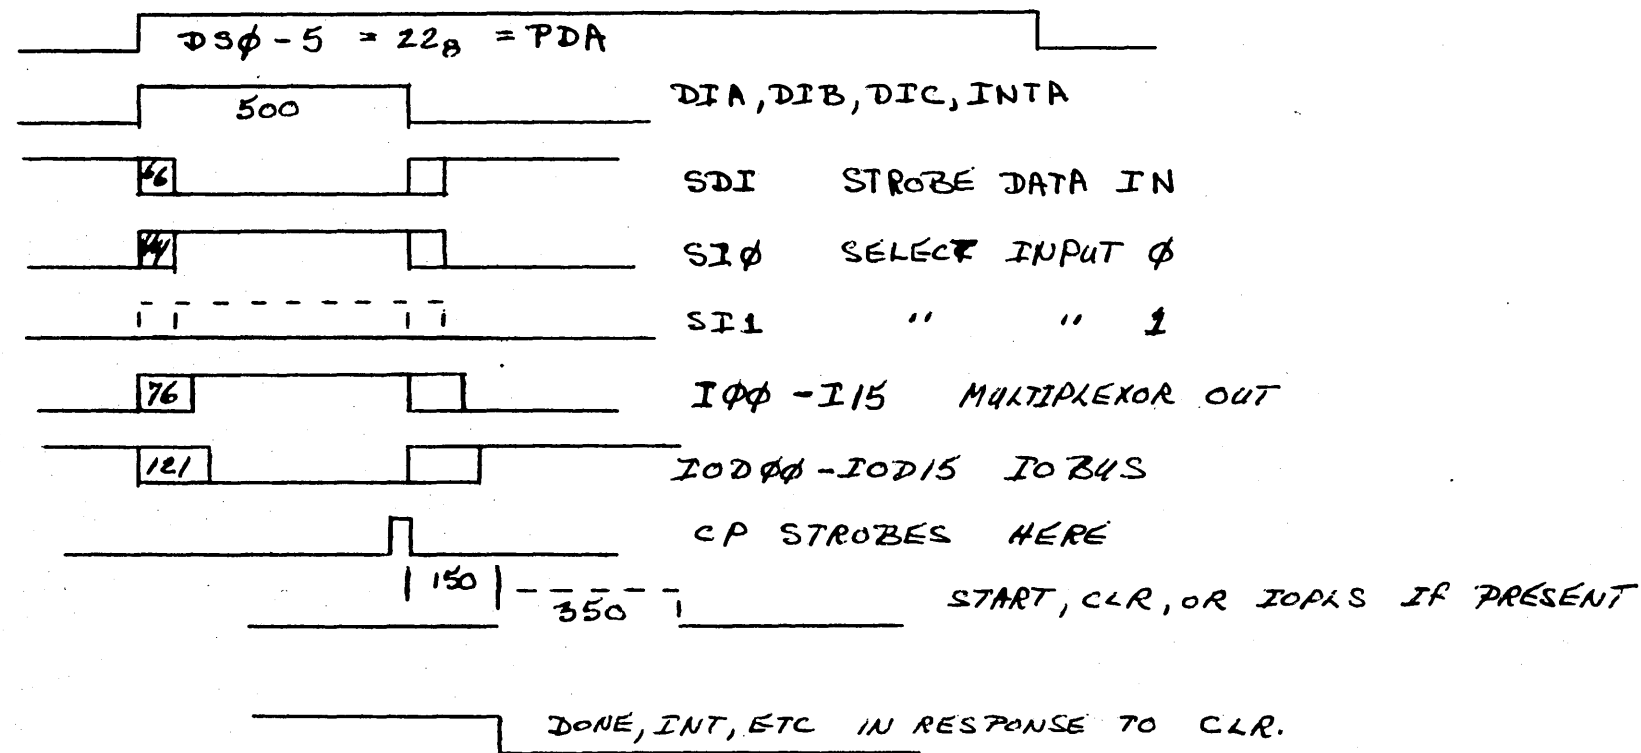 DSØ-5 = 22₈ = PDA
500 DIA, DIB, DIC, INTA
66 SDI STROBE DATA IN
SIØ SELECT INPUT Ø
SI1 " " 1
76 IØØ-I15 MULTIPLEXOR OUT
121 IODØØ-IOD15 IO BUS
CP STROBES HERE
150
350 START, CLR, OR IOPLS IF PRESENT
DONE, INT, ETC IN RESPONSE TO CLR.